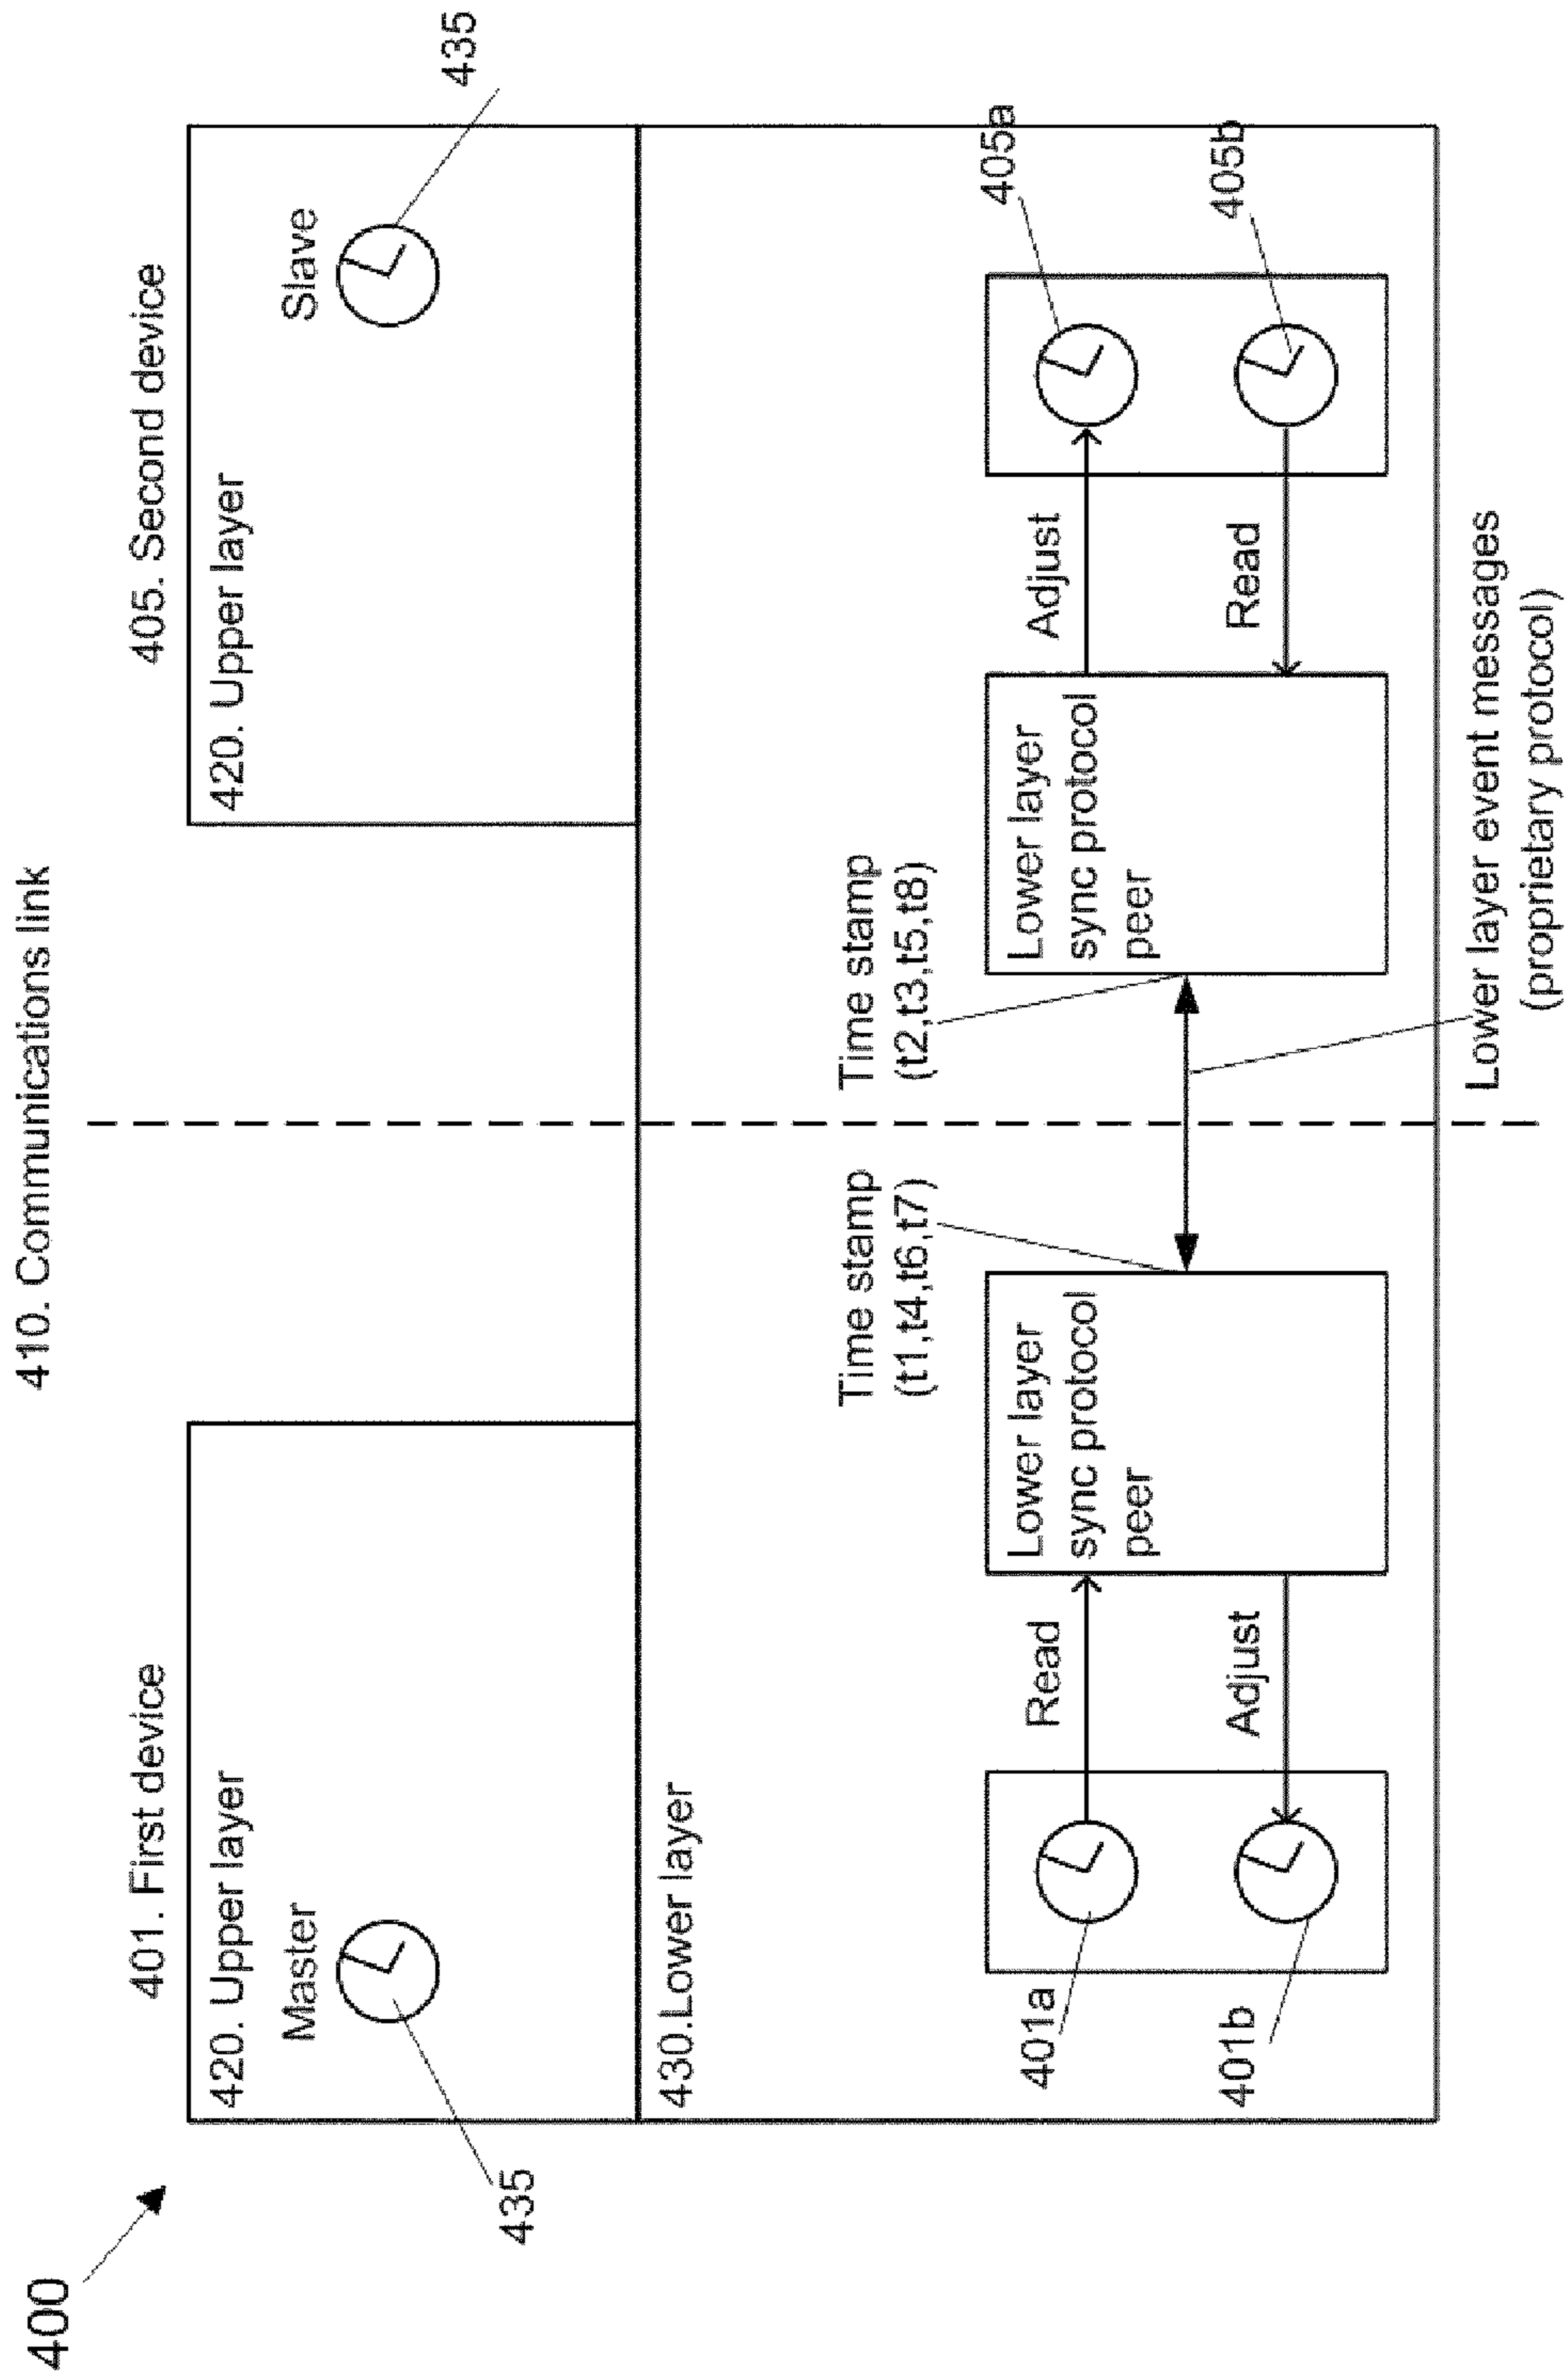 400
410. Communications link
401. First device
405. Second device
420. Upper layer
Master
435
420. Upper layer
Slave
435
430.Lower layer
Time stamp
(t1,t4,t6,t7)
Time stamp
(t2,t3,t5,t8)
401a
401b
Read
Adjust
Lower layer
sync protocol
peer
Lower layer
sync protocol
peer
Adjust
Read
405a
405b
Lower layer event messages
(proprietary protocol)